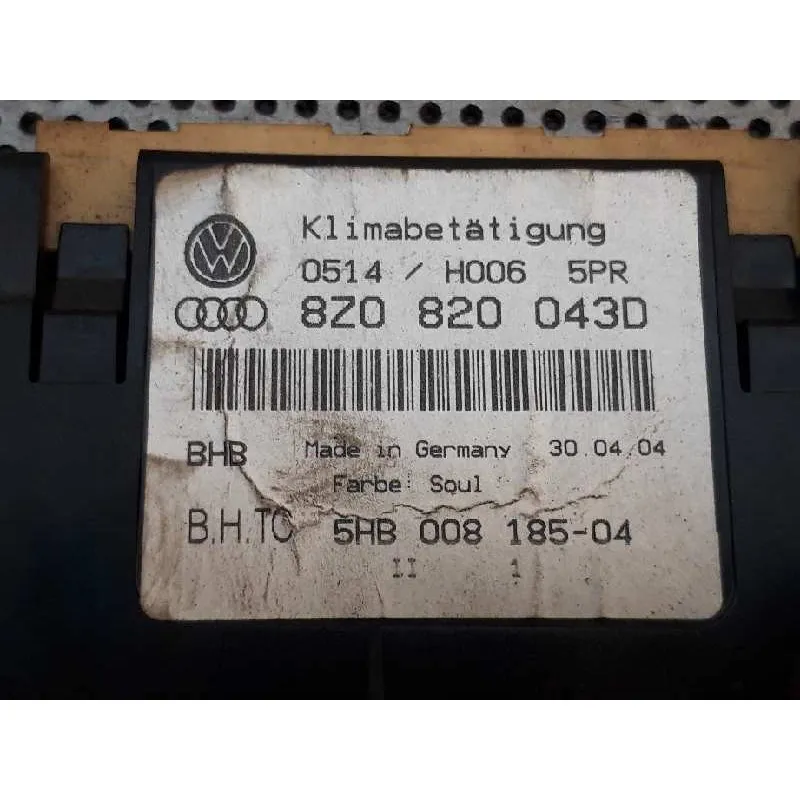 Klimabetätigung
0514 / H006 5PR
8Z0 820 043D
BHB Made in Germany 30.04.04
Farbe: Soul
B.H.TC 5HB 008 185-04
II 1